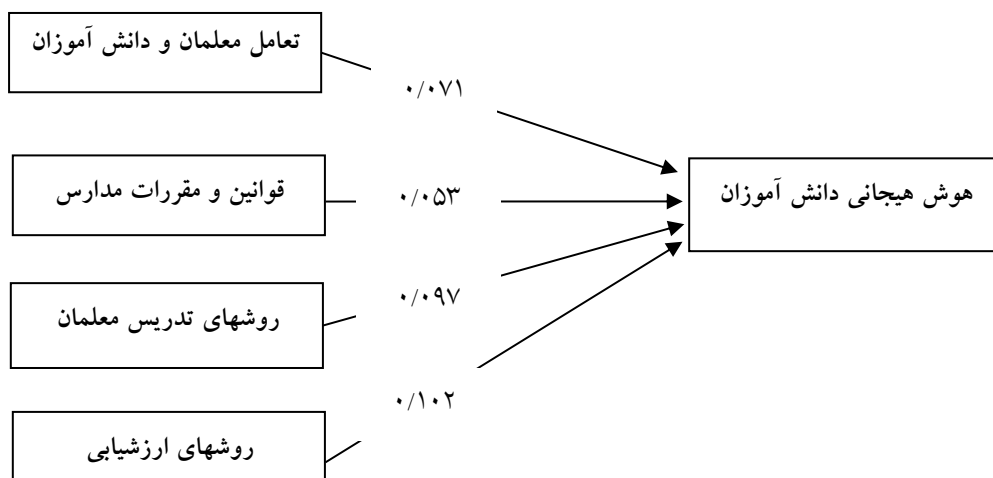 تعامل معلمان و دانش آموزان
۰/۰۷۱
قوانین و مقررات مدارس
۰/۰۵۳
هوش هیجانی دانش آموزان
روشهای تدریس معلمان
۰/۰۹۷
۰/۱۰۲
روشهای ارزشیابی